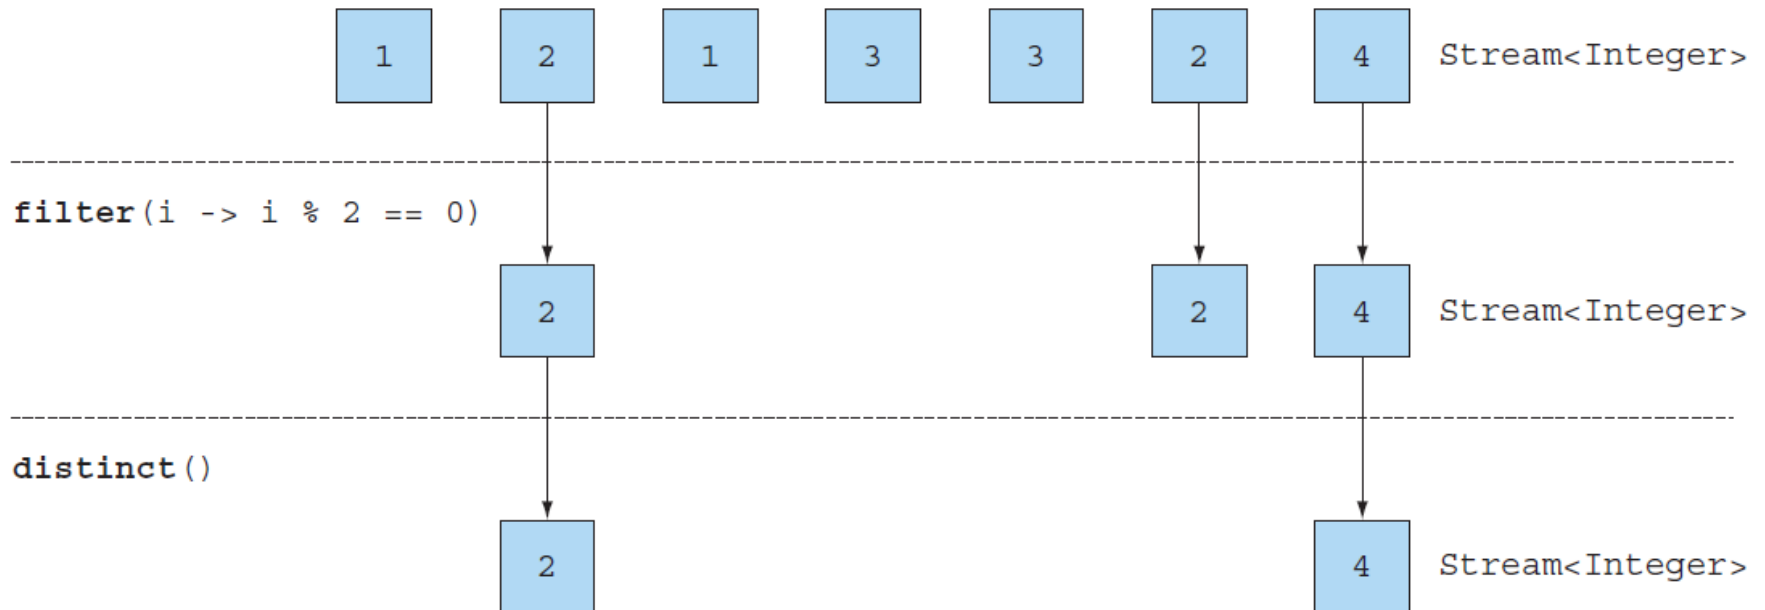 1 2 1 3 3 2 4 Stream<Integer>
filter(i -> i % 2 == 0)
2 2 4 Stream<Integer>
distinct()
2 4 Stream<Integer>